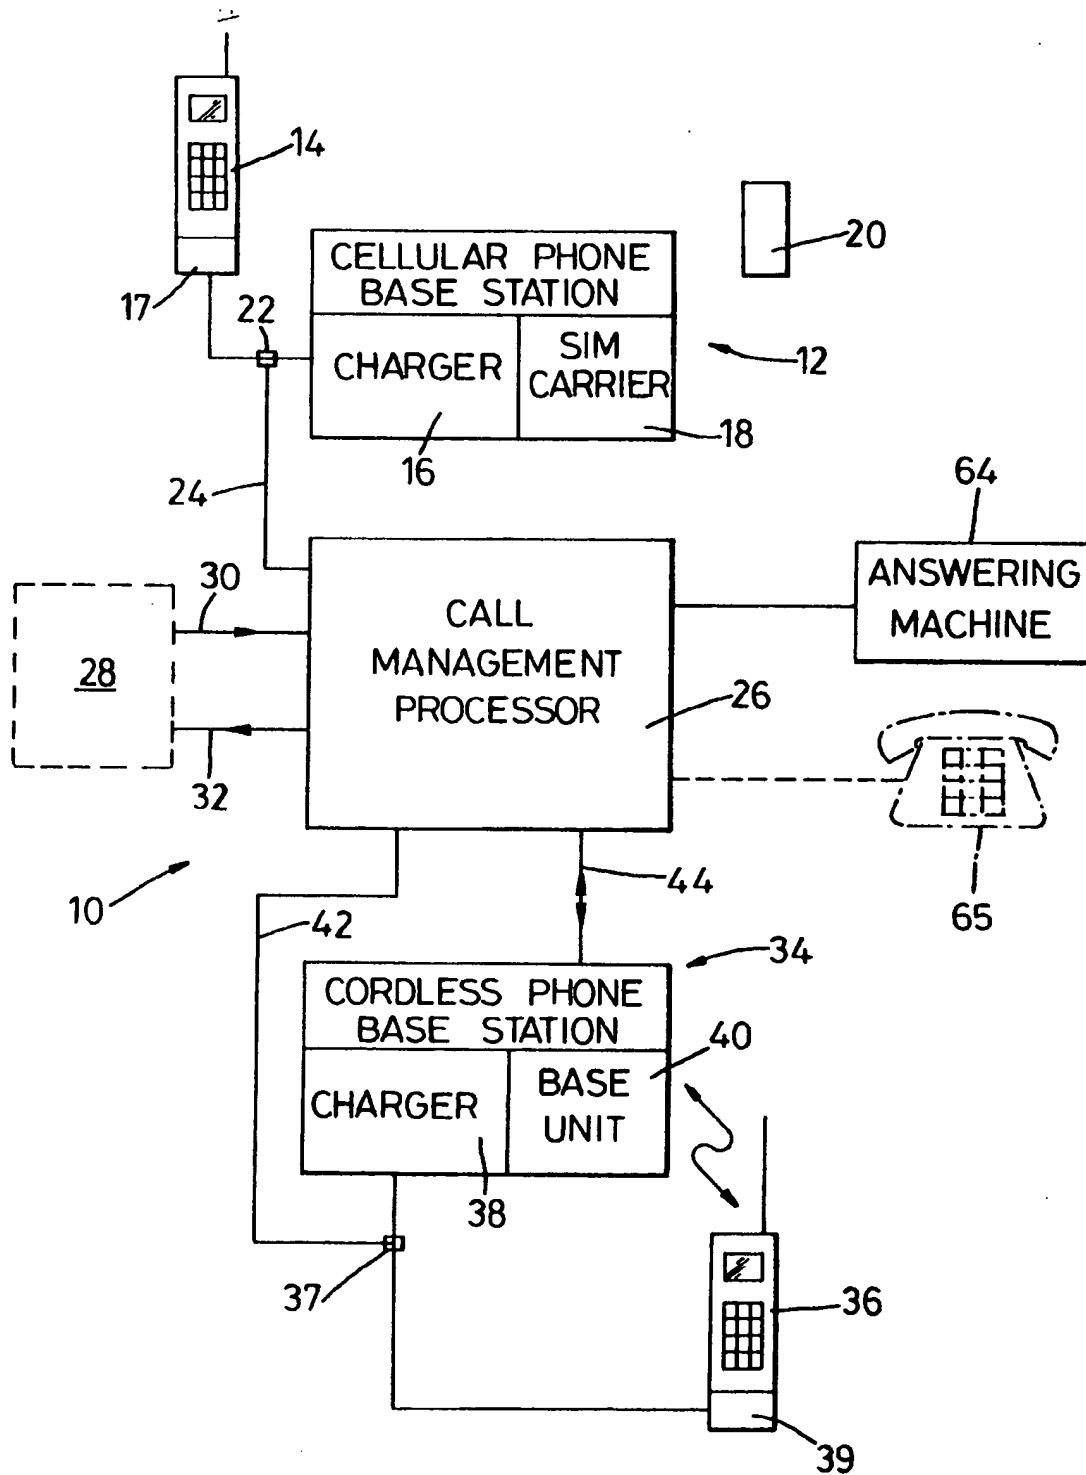 14
20
17
22
CELLULAR PHONE
BASE STATION
CHARGER
SIM
CARRIER
12
16
18
24
64
ANSWERING
MACHINE
30
28
32
CALL
MANAGEMENT
PROCESSOR
26
65
10
42
44
34
CORDLESS PHONE
BASE STATION
40
CHARGER
BASE
UNIT
38
37
36
39